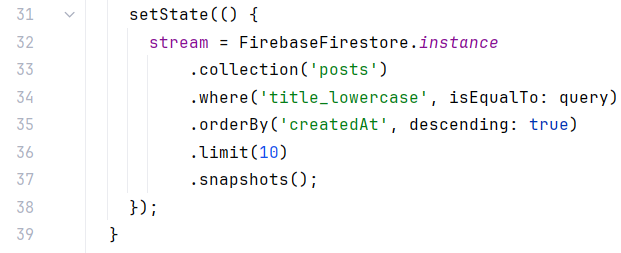 31 setState(() {
32 stream = FirebaseFirestore.instance
33 .collection('posts')
34 .where('title_lowercase', isEqualTo: query)
35 .orderBy('createdAt', descending: true)
36 .limit(10)
37 .snapshots();
38 });
39 }